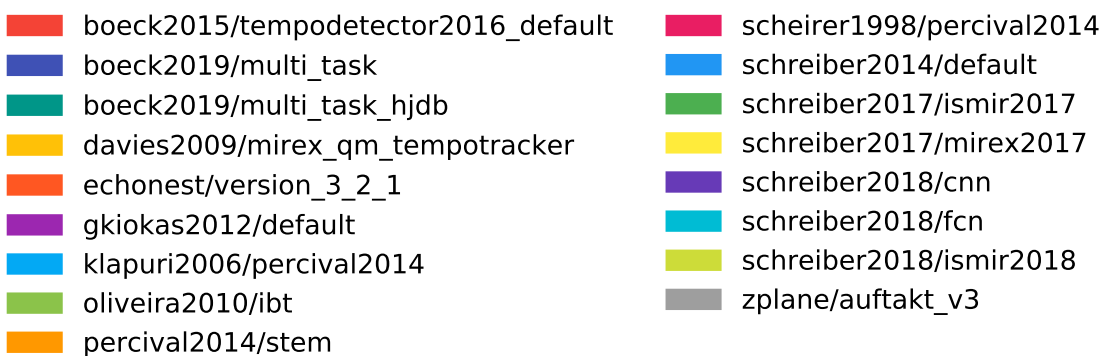 boeck2015/tempodetector2016_default
boeck2019/multi_task
boeck2019/multi_task_hjdb
davies2009/mirex_qm_tempotracker
echonest/version_3_2_1
gkiokas2012/default
klapuri2006/percival2014
oliveira2010/ibt
percival2014/stem
scheirer1998/percival2014
schreiber2014/default
schreiber2017/ismir2017
schreiber2017/mirex2017
schreiber2018/cnn
schreiber2018/fcn
schreiber2018/ismir2018
zplane/auftakt_v3